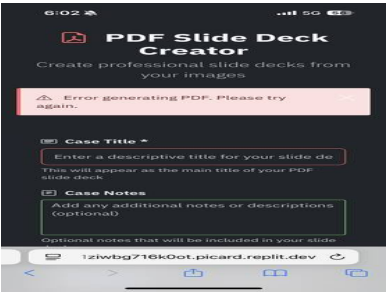 6:02
5G
PDF Slide Deck
Creator
Create professional slide decks from
your images
Error generating PDF. Please try
again.
Case Title *
Enter a descriptive title for your slide de
This will appear as the main title of your PDF
slide deck
Case Notes
Add any additional notes or descriptions
(optional)
Optional notes that will be included in your slide
1ziwbg716k0ot.picard.replit.dev